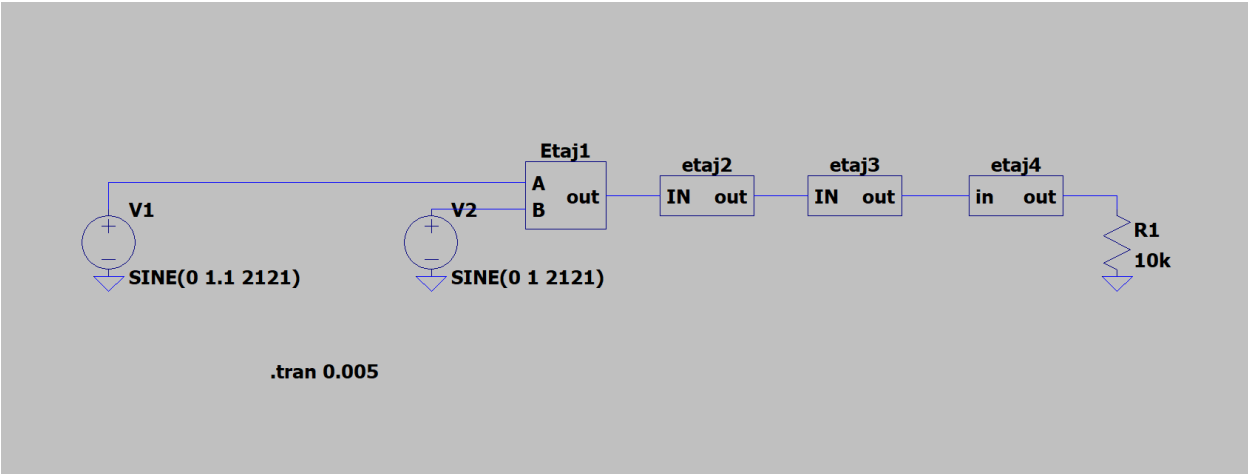 Etaj1
etaj2
etaj3
etaj4
A
B
out
IN out
IN out
in out
V1
V2
SINE(0 1.1 2121)
SINE(0 1 2121)
R1
10k
.tran 0.005